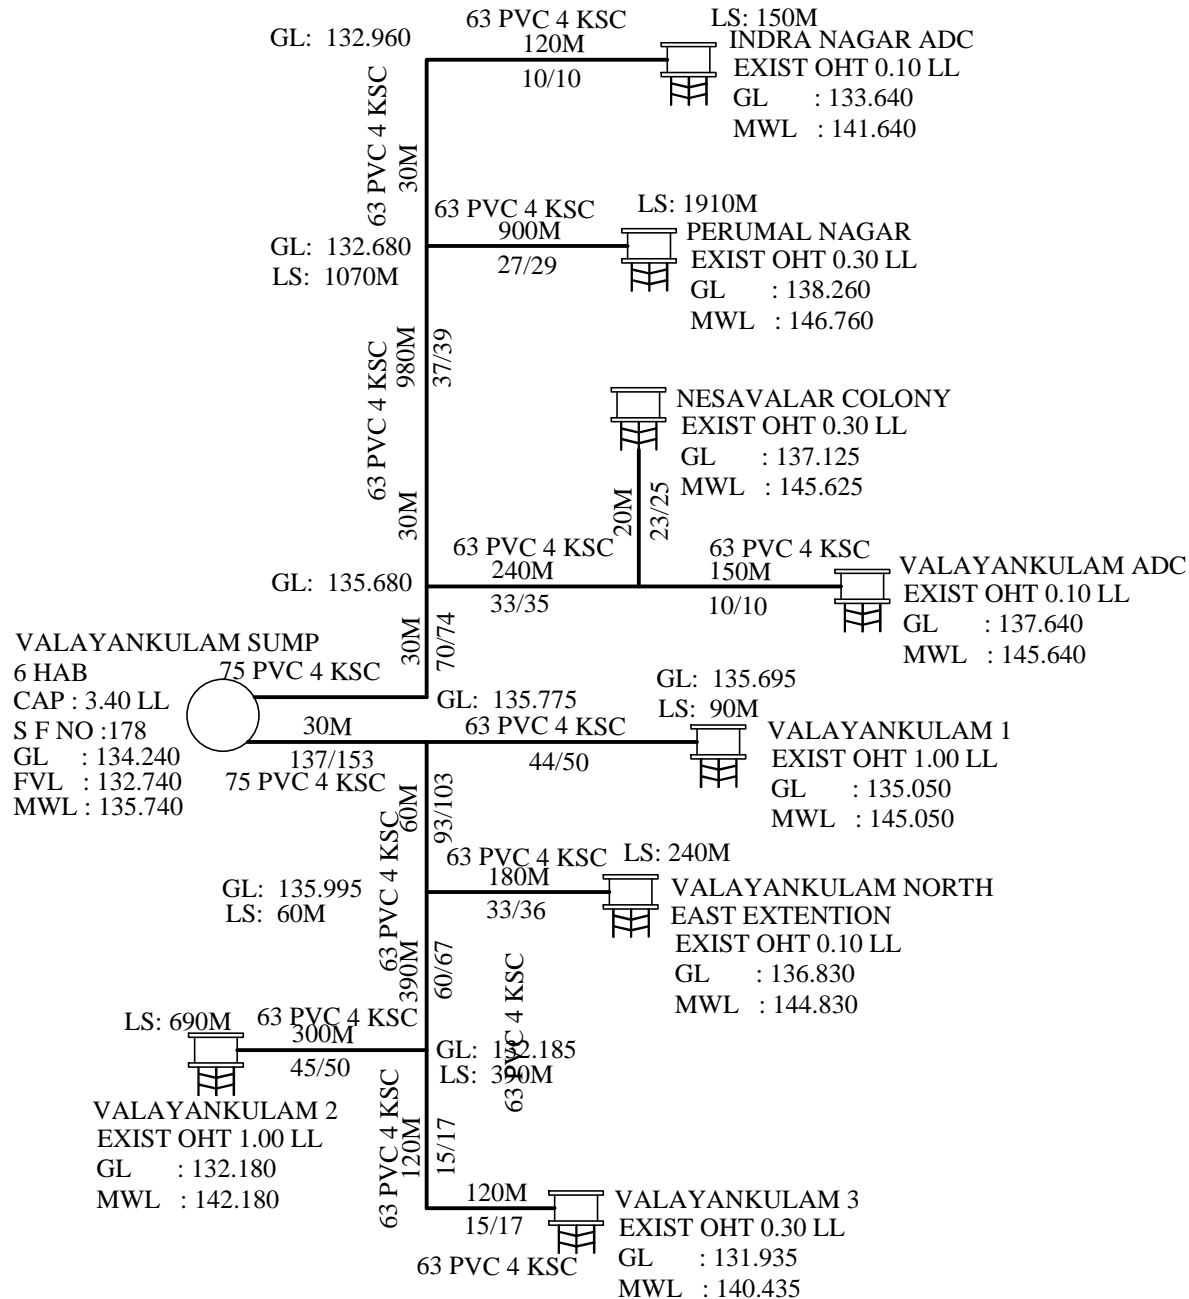 63 PVC 4 KSC
LS: 150M
GL: 132.960
120M
INDRA NAGAR ADC
10/10
EXIST OHT 0.10 LL
GL : 133.640
MWL : 141.640
63 PVC 4 KSC
30M
63 PVC 4 KSC
LS: 1910M
900M
PERUMAL NAGAR
GL: 132.680
27/29
EXIST OHT 0.30 LL
LS: 1070M
GL : 138.260
MWL : 146.760
63 PVC 4 KSC
980M
37/39
30M
NESAVALAR COLONY
EXIST OHT 0.30 LL
GL : 137.125
MWL : 145.625
20M
23/25
63 PVC 4 KSC
63 PVC 4 KSC
GL: 135.680
240M
150M
VALAYANKULAM ADC
33/35
10/10
EXIST OHT 0.10 LL
GL : 137.640
MWL : 145.640
30M
70/74
VALAYANKULAM SUMP
6 HAB
75 PVC 4 KSC
CAP : 3.40 LL
S F NO :178
GL : 134.240
FVL : 132.740
MWL : 135.740
GL: 135.775
GL: 135.695
LS: 90M
30M
63 PVC 4 KSC
VALAYANKULAM 1
137/153
44/50
EXIST OHT 1.00 LL
75 PVC 4 KSC
GL : 135.050
MWL : 145.050
60M
93/103
63 PVC 4 KSC
63 PVC 4 KSC
LS: 240M
180M
GL: 135.995
33/36
VALAYANKULAM NORTH
LS: 60M
EAST EXTENTION
EXIST OHT 0.10 LL
GL : 136.830
MWL : 144.830
63 PVC 4 KSC
390M
60/67
63 PVC 4 KSC
LS: 690M
63 PVC 4 KSC
300M
45/50
GL: 132.185
LS: 390M
VALAYANKULAM 2
EXIST OHT 1.00 LL
GL : 132.180
MWL : 142.180
63 PVC 4 KSC
120M
15/17
120M
VALAYANKULAM 3
15/17
EXIST OHT 0.30 LL
63 PVC 4 KSC
GL : 131.935
MWL : 140.435